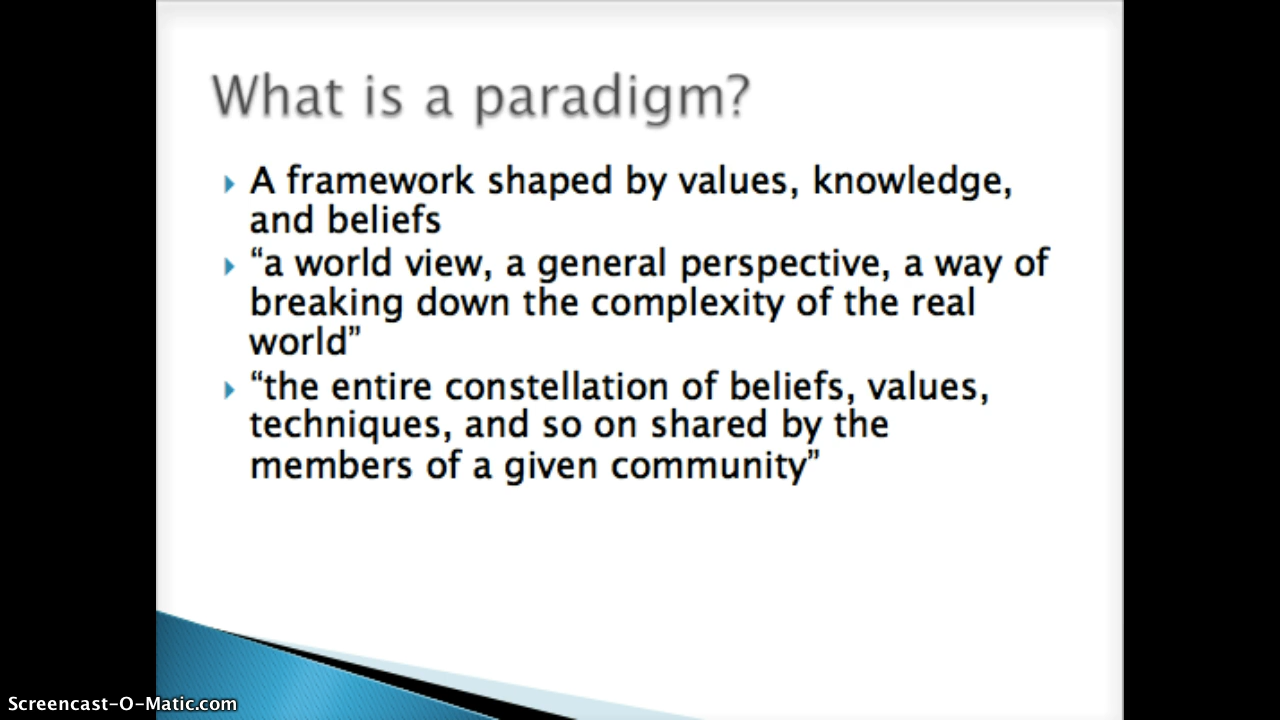 What is a paradigm?
A framework shaped by values, knowledge,
and beliefs
“a world view, a general perspective, a way of
breaking down the complexity of the real
world”
“the entire constellation of beliefs, values,
techniques, and so on shared by the
members of a given community”
Screencast-O-Matic.com